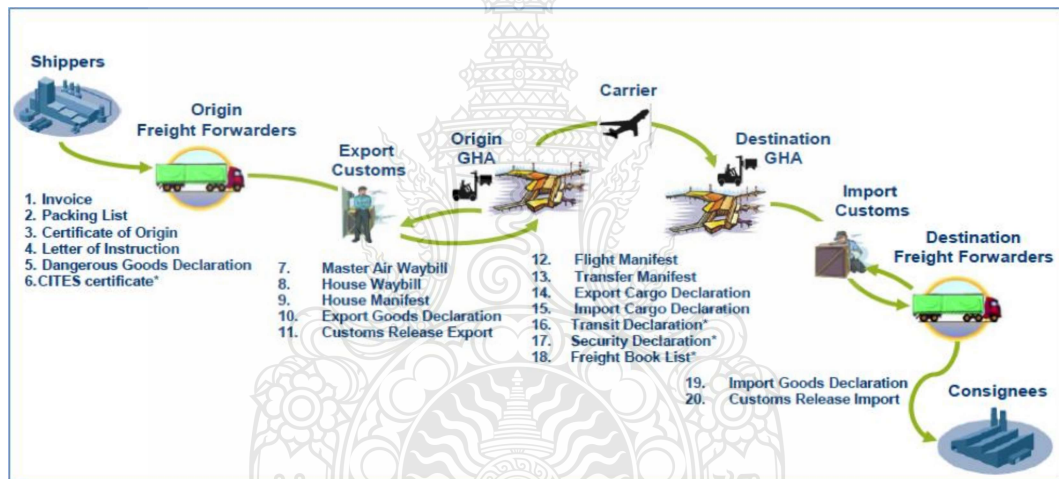 Shippers
Origin
Freight Forwarders
Export
Customs
Origin
GHA
Carrier
Destination
GHA
Import
Customs
Destination
Freight Forwarders
Consignees
1. Invoice
2. Packing List
3. Certificate of Origin
4. Letter of Instruction
5. Dangerous Goods Declaration
6.CITES certificate*
7. Master Air Waybill
8. House Waybill
9. House Manifest
10. Export Goods Declaration
11. Customs Release Export
12. Flight Manifest
13. Transfer Manifest
14. Export Cargo Declaration
15. Import Cargo Declaration
16. Transit Declaration*
17. Security Declaration*
18. Freight Book List*
19. Import Goods Declaration
20. Customs Release Import